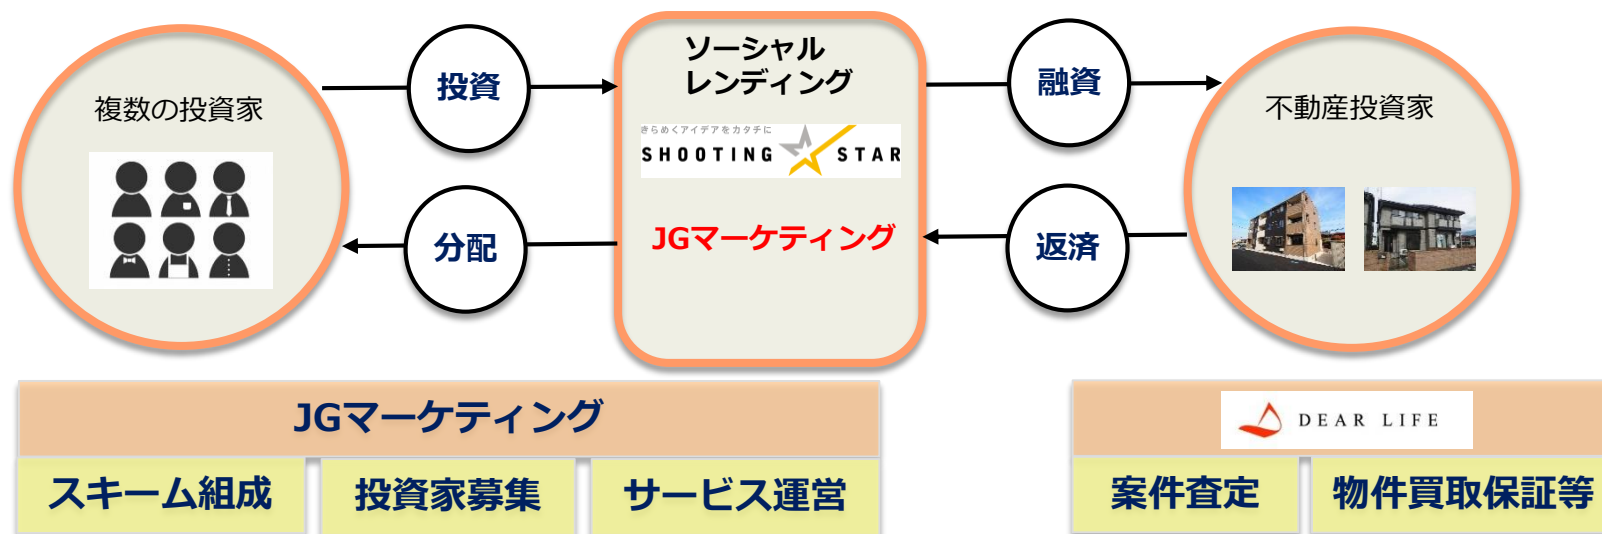 複数の投資家
投資
分配
ソーシャル
レンディング
きらめくアイデアをカタチに
SHOOTING STAR
JGマーケティング
融資
返済
不動産投資家
JGマーケティング
スキーム組成
投資家募集
サービス運営
DEAR LIFE
案件査定
物件買取保証等